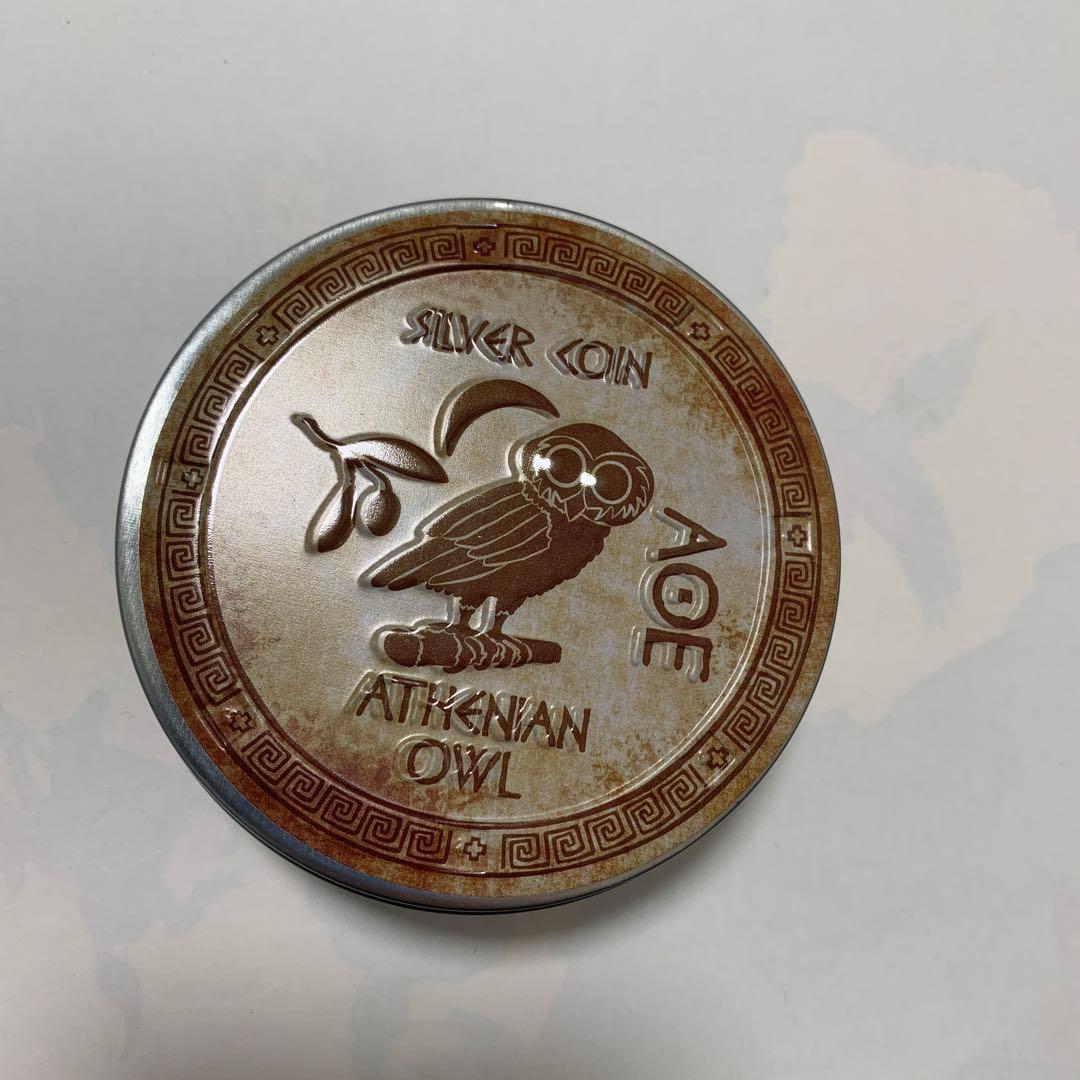 SILVER COIN
ΑΘΕ
ATHENIAN
OWL